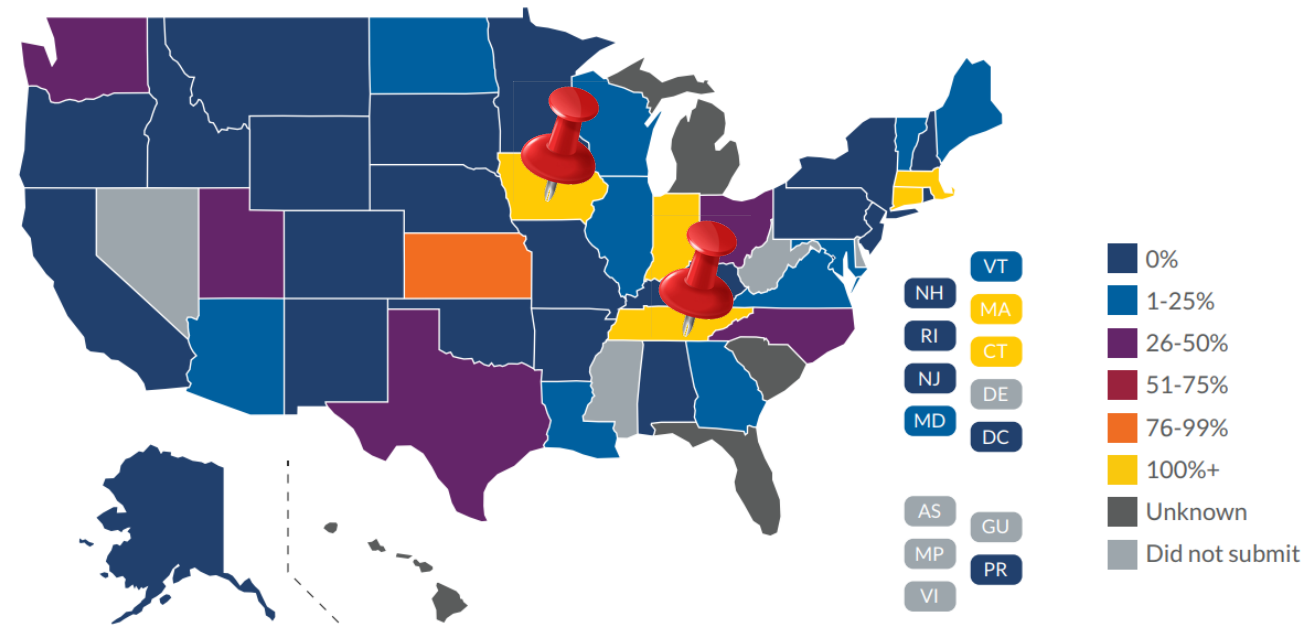 VT
NH
MA
RI
CT
NJ
DE
MD
DC
AS
GU
MP
PR
VI
0%
1-25%
26-50%
51-75%
76-99%
100%+
Unknown
Did not submit